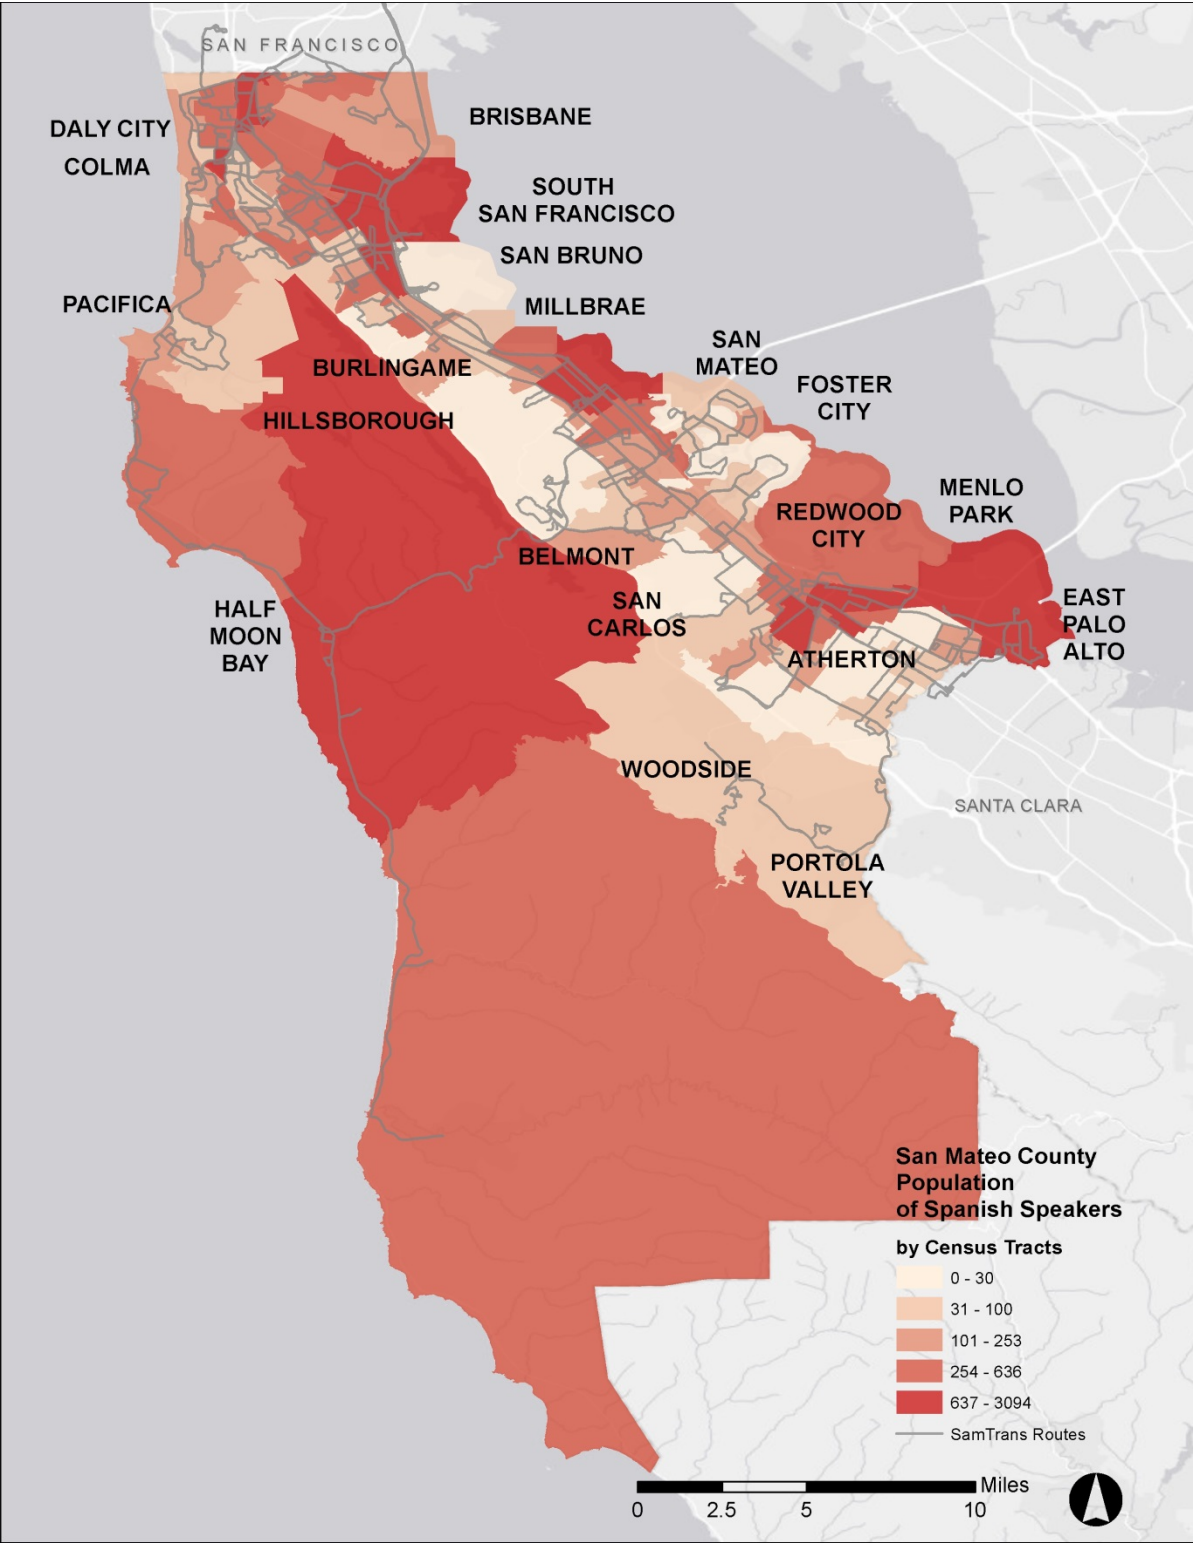 SAN FRANCISCO
DALY CITY
COLMA
BRISBANE
SOUTH
SAN FRANCISCO
SAN BRUNO
PACIFICA
MILLBRAE
SAN
MATEO
BURLINGAME
FOSTER
CITY
HILLSBOROUGH
MENLO
PARK
REDWOOD
CITY
BELMONT
HALF
MOON
BAY
SAN
CARLOS
EAST
PALO
ALTO
ATHERTON
WOODSIDE
SANTA CLARA
PORTOLA
VALLEY
San Mateo County
Population
of Spanish Speakers
by Census Tracts
0 - 30
31 - 100
101 - 253
254 - 636
637 - 3094
SamTrans Routes
Miles
0 2.5 5 10